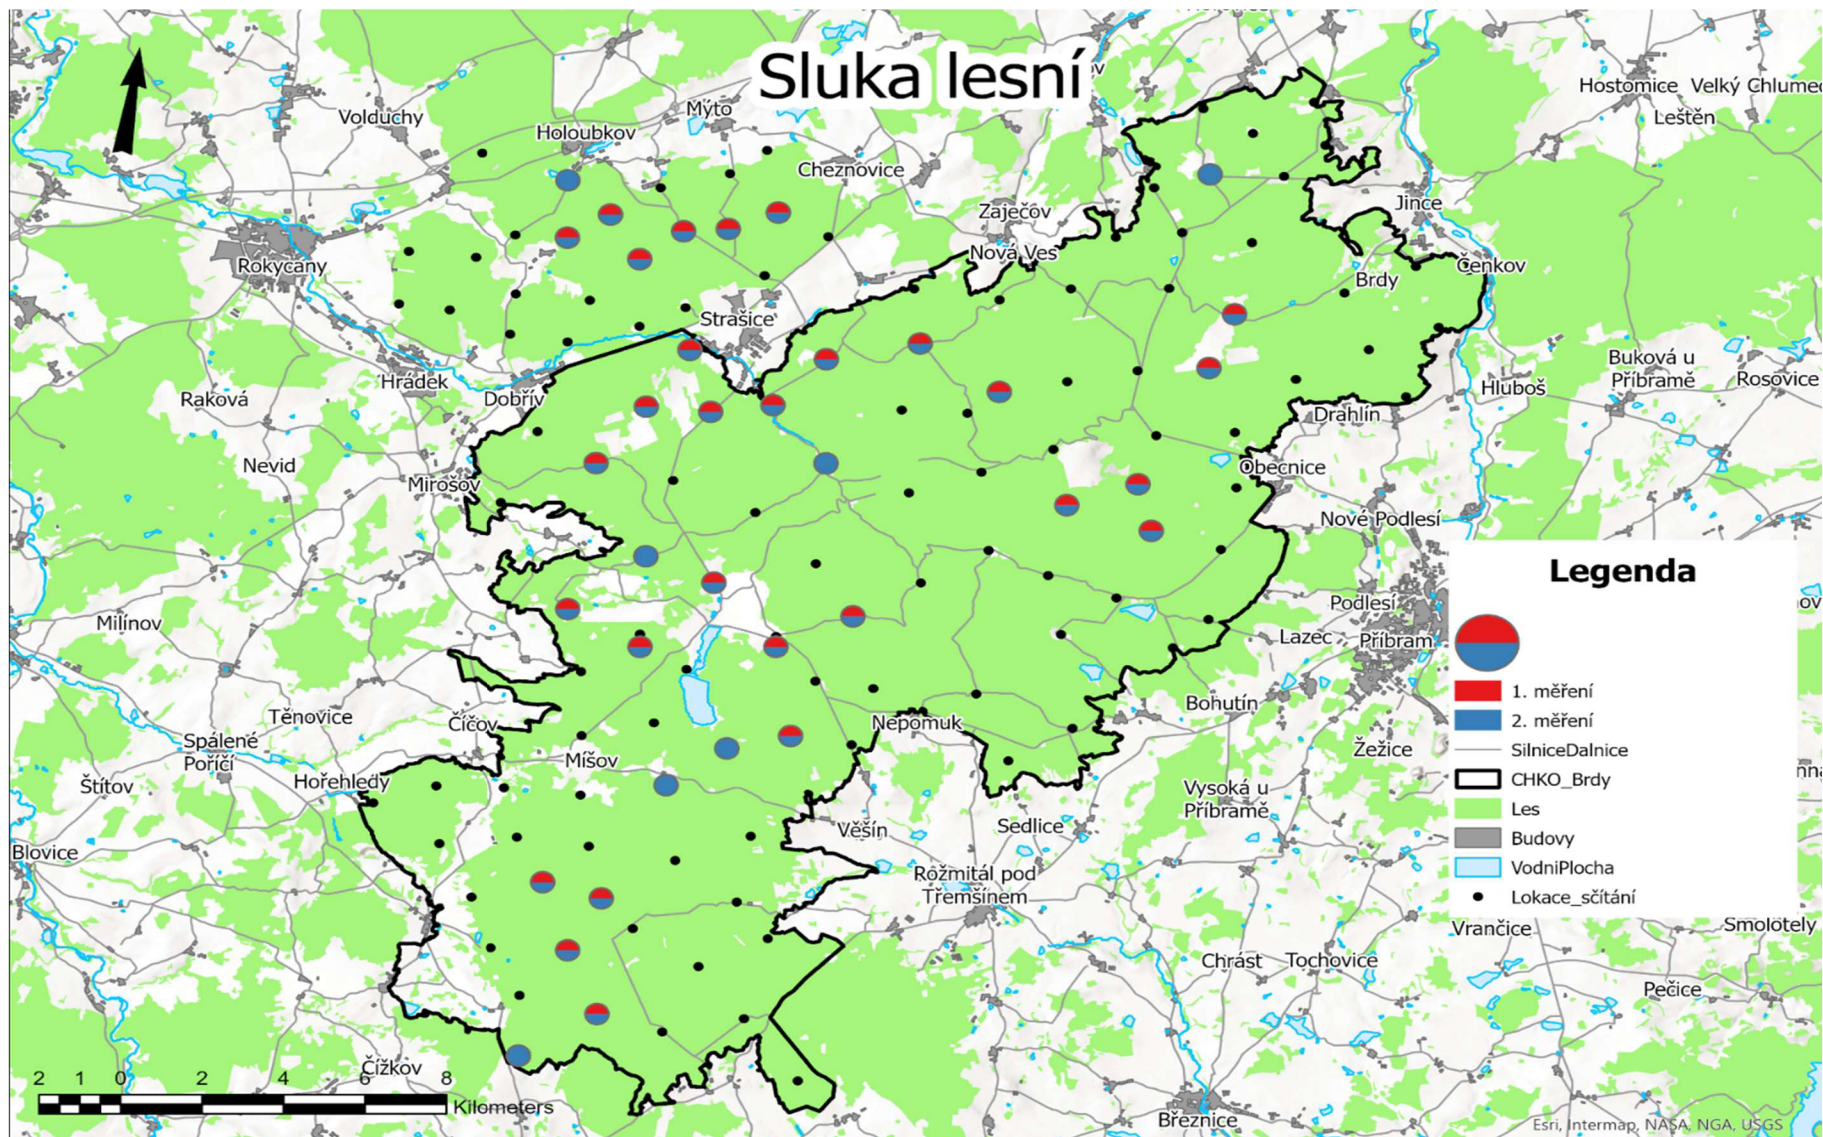 Sluka lesní
Hostomice
Velký Chlumec
Leštěn
Volduchy
Holoubkov
Mýto
Cheznovice
Zaječov
Nová Ves
Jince
Čenkov
Brdy
Rokycany
Strašice
Hrádek
Dobřív
Raková
Buková u
Příbramě
Rosovice
Hluboš
Drahlín
Nevid
Mirošov
Obecnice
Nové Podlesí
Podlesí
Lazec
Příbram
Milínov
Bohutín
Žežice
Těnovice
Číčov
Nepomuk
Spálené
Poříčí
Míšov
Štítov
Hořehledy
Vysoká u
Příbramě
Věšín
Sedlice
Blovice
Rôžmitál pod
Třemšínem
Vrančice
Smolotely
Chrást
Tochovice
Pečice
Čížkov
Březnice
Legenda
1. měření
2. měření
SilniceDalnice
CHKO_Brdy
Les
Budovy
VodniPlocha
Lokace_sčítání
2 1 0 2 4 6 8
Kilometers
Esri, Intermap, NASA, NGA, USGS